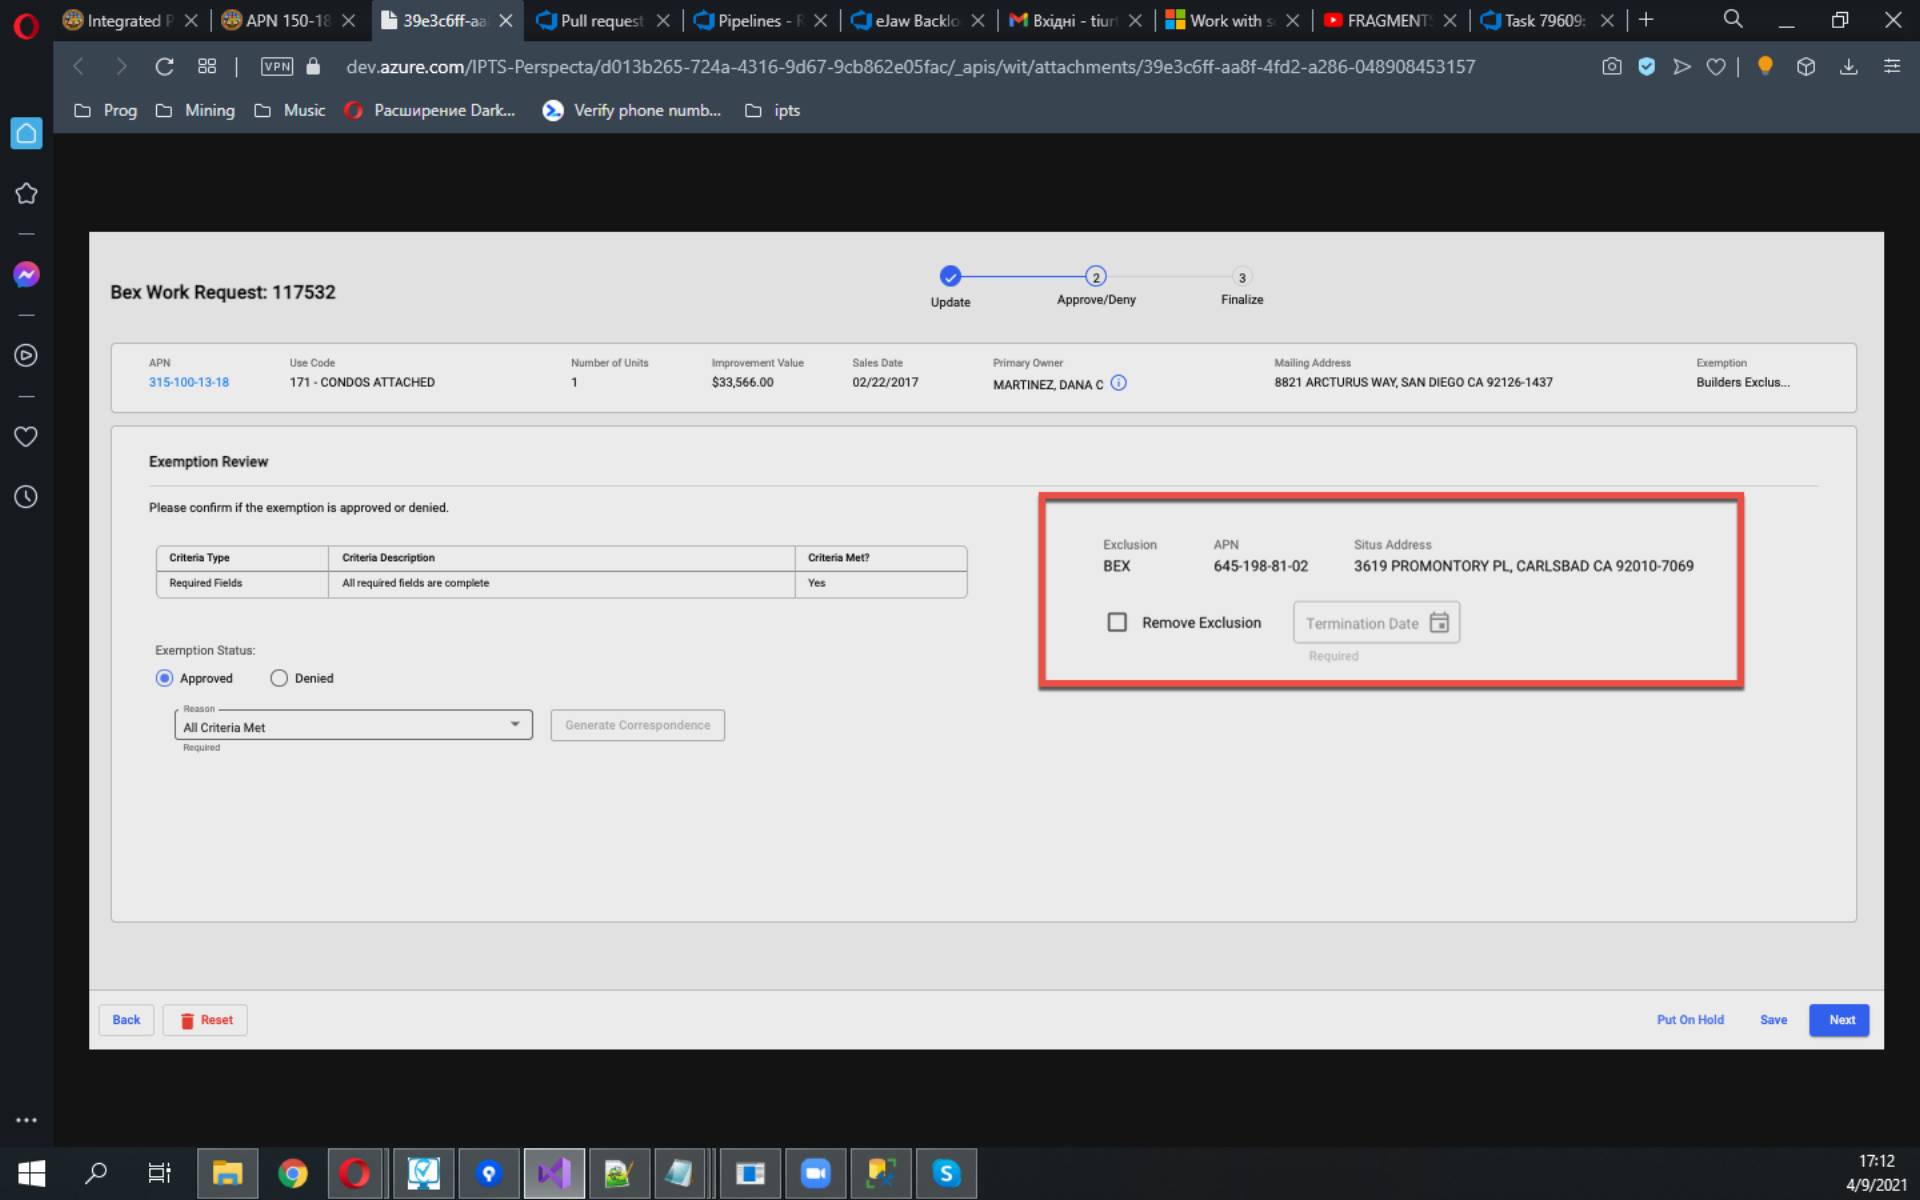 Integrated P
APN 150-18
39e3c6ff-aa
Pull request
Pipelines - R
eJaw Backlo
Вхідні - tiur
Work with s
FRAGMENT
Task 79609:
VPN
dev.azure.com/IPTS-Perspecta/d013b265-724a-4316-9d67-9cb862e05fac/_apis/wit/attachments/39e3c6ff-aa8f-4fd2-a286-048908453157
Prog
Mining
Music
Расширение Dark...
Verify phone numb...
ipts
Bex Work Request: 117532
2
3
Update
Approve/Deny
Finalize
APN
Use Code
Number of Units
Improvement Value
Sales Date
Primary Owner
Mailing Address
Exemption
315-100-13-18
171 - CONDOS ATTACHED
1
$33,566.00
02/22/2017
MARTINEZ, DANA C
8821 ARCTURUS WAY, SAN DIEGO CA 92126-1437
Builders Exclus...
Exemption Review
Please confirm if the exemption is approved or denied.
Criteria Type
Criteria Description
Criteria Met?
Required Fields
All required fields are complete
Yes
Exemption Status:
Approved
Denied
Reason
All Criteria Met
Required
Generate Correspondence
Exclusion
APN
Situs Address
BEX
645-198-81-02
3619 PROMONTORY PL, CARLSBAD CA 92010-7069
Remove Exclusion
Termination Date
Required
Back
Reset
Put On Hold
Save
Next
17:12
4/9/2021